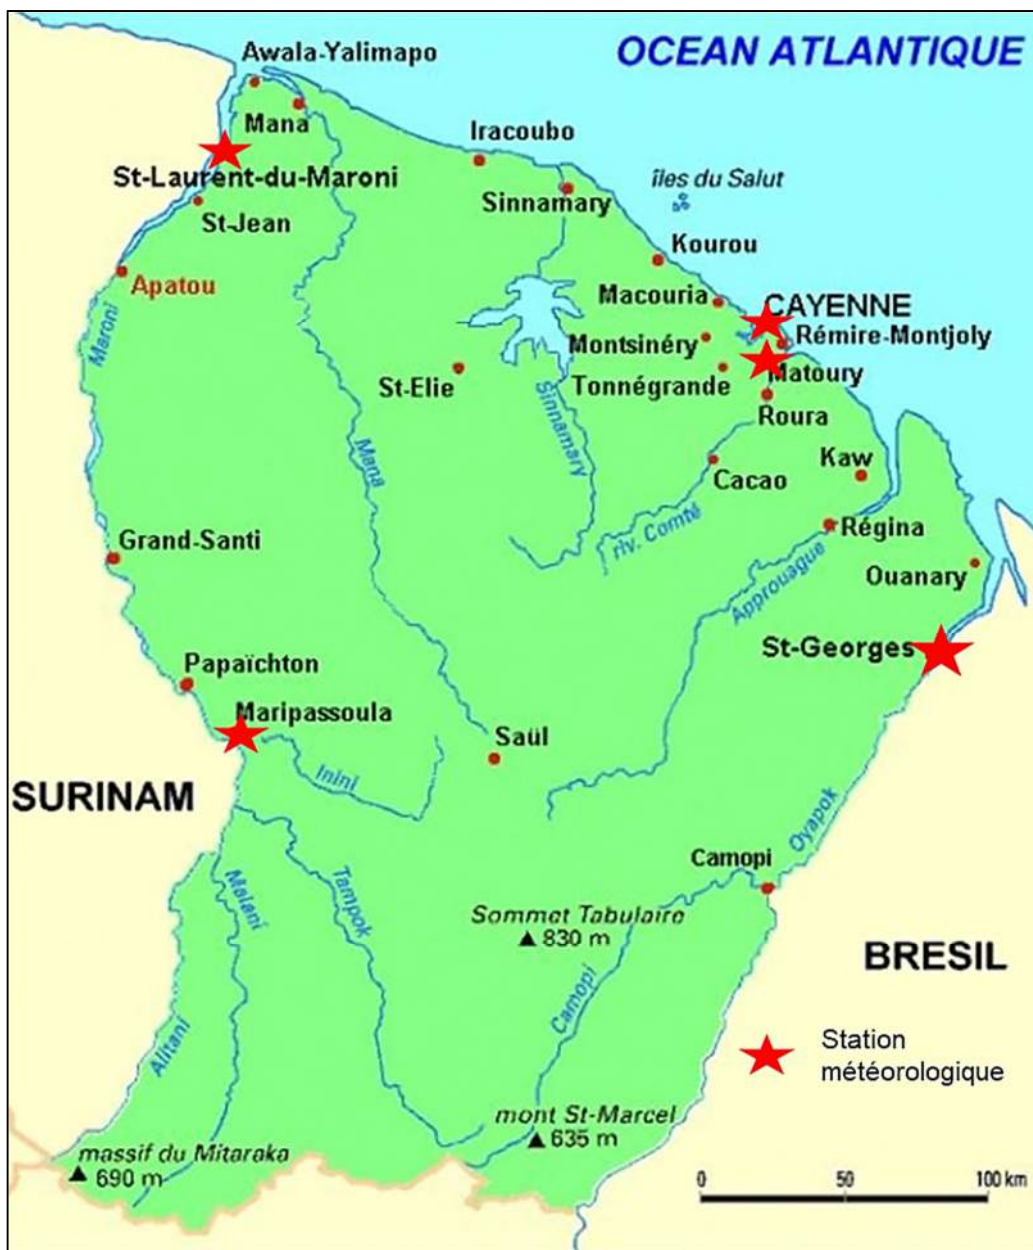 OCEAN ATLANTIQUE
Awala-Yalimapo
Mana
Iracoubo
St-Laurent-du-Maroni
îles du Salut
Sinnamary
St-Jean
Kourou
Apatou
Macouria
CAYENNE
Maroni
Montsinéry
Rémire-Montjoly
St-Elie
Tonnégrande
Matoury
Sinnamary
Roura
Mana
Kaw
Cacao
riv. Comté
Régina
Grand-Santi
Approuague
Ouanary
St-Georges
Papaïchton
Maripassoula
Saül
Inini
SURINAM
Oyapok
Camopi
Malani
Tampok
Sommet Tabulaire
830 m
BRESIL
Camopi
Alitani
Station
météorologique
mont St-Marcel
635 m
massif du Mitaraka
690 m
0 50 100 km